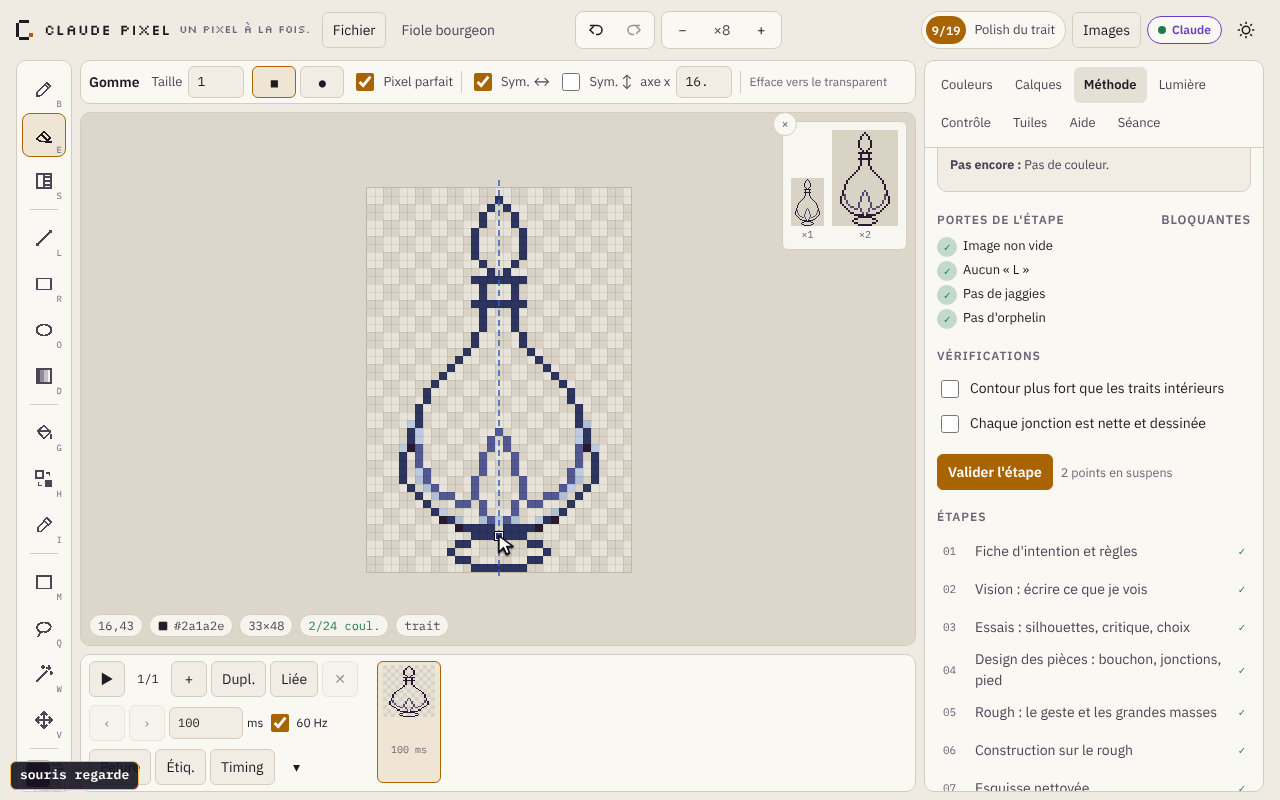 CLAUDE PIXEL UN PIXEL À LA FOIS. Fichier Fiole bourgeon − ×8 + 9/19 Polish du trait Images Claude
Gomme Taille 1 Pixel parfait Sym. ↔ Sym. ↕ axe x 16. Efface vers le transparent
B
E
S
L
R
O
D
G
H
I
M
Q
W
V
×
×1 ×2
16,43 #2a1a2e 33×48 2/24 coul. trait
1/1 + Dupl. Liée ×
‹ › 100 ms 60 Hz
Étiq. Timing
100 ms
souris regarde
Couleurs Calques Méthode Lumière
Contrôle Tuiles Aide Séance
Pas encore : Pas de couleur.
PORTES DE L'ÉTAPE BLOQUANTES
Image non vide
Aucun « L »
Pas de jaggies
Pas d'orphelin
VÉRIFICATIONS
Contour plus fort que les traits intérieurs
Chaque jonction est nette et dessinée
Valider l'étape 2 points en suspens
ÉTAPES
01 Fiche d'intention et règles ✓
02 Vision : écrire ce que je vois ✓
03 Essais : silhouettes, critique, choix ✓
04 Design des pièces : bouchon, jonctions, pied ✓
05 Rough : le geste et les grandes masses ✓
06 Construction sur le rough ✓
07 Esquisse nettoyée ✓